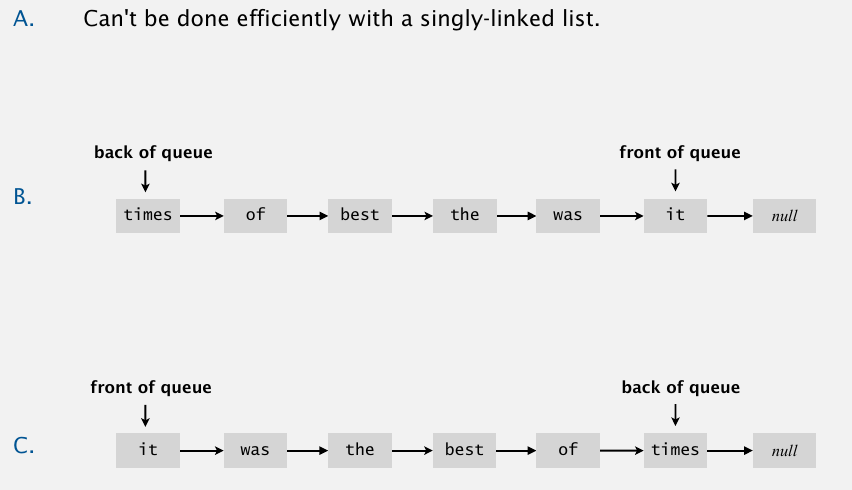 A. Can't be done efficiently with a singly-linked list.
back of queue front of queue
B. times of best the was it null
front of queue back of queue
C. it was the best of times null